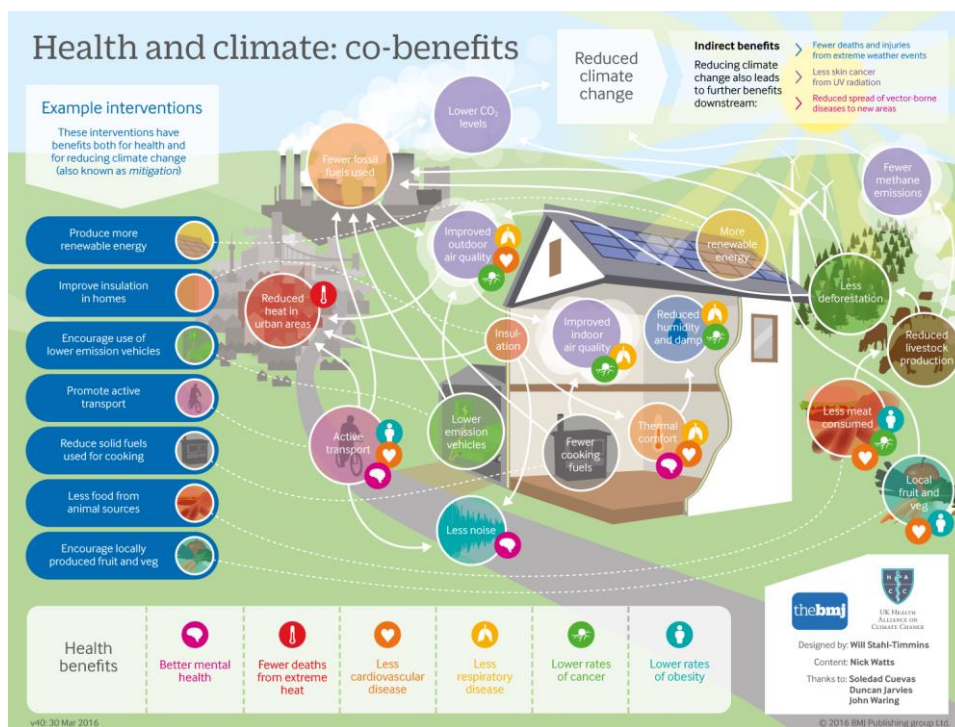 Health and climate: co-benefits
Reduced
climate
change
Indirect benefits
Reducing climate
change also leads
to further benefits
downstream:
Fewer deaths and injuries
from extreme weather events
Less skin cancer
from UV radiation
Reduced spread of vector-borne
diseases to new areas
Example interventions
These interventions have
benefits both for health and
for reducing climate change
(also known as mitigation)
Produce more
renewable energy
Improve insulation
in homes
Encourage use of
lower emission vehicles
Promote active
transport
Reduce solid fuels
used for cooking
Less food from
animal sources
Encourage locally
produced fruit and veg
Lower CO₂
levels
Fewer fossil
fuels used
Fewer
methane
emissions
Improved
outdoor
air quality
More
renewable
energy
Less
deforestation
Reduced
heat in
urban areas
Insul-
ation
Improved
indoor
air quality
Reduced
humidity
and damp
Reduced
livestock
production
Active
transport
Lower
emission
vehicles
Fewer
cooking
fuels
Thermal
comfort
Less meat
consumed
Local
fruit and
veg
Less noise
Health
benefits
Better mental
health
Fewer deaths
from extreme
heat
Less
cardiovascular
disease
Less
respiratory
disease
Lower rates
of cancer
Lower rates
of obesity
thebmj
H A
C C
UK Health
Alliance on
Climate Change
Designed by: Will Stahl-Timmins
Content: Nick Watts
Thanks to: Soledad Cuevas
Duncan Jarvies
John Waring
v40: 30 Mar 2016
© 2016 BMJ Publishing group Ltd.